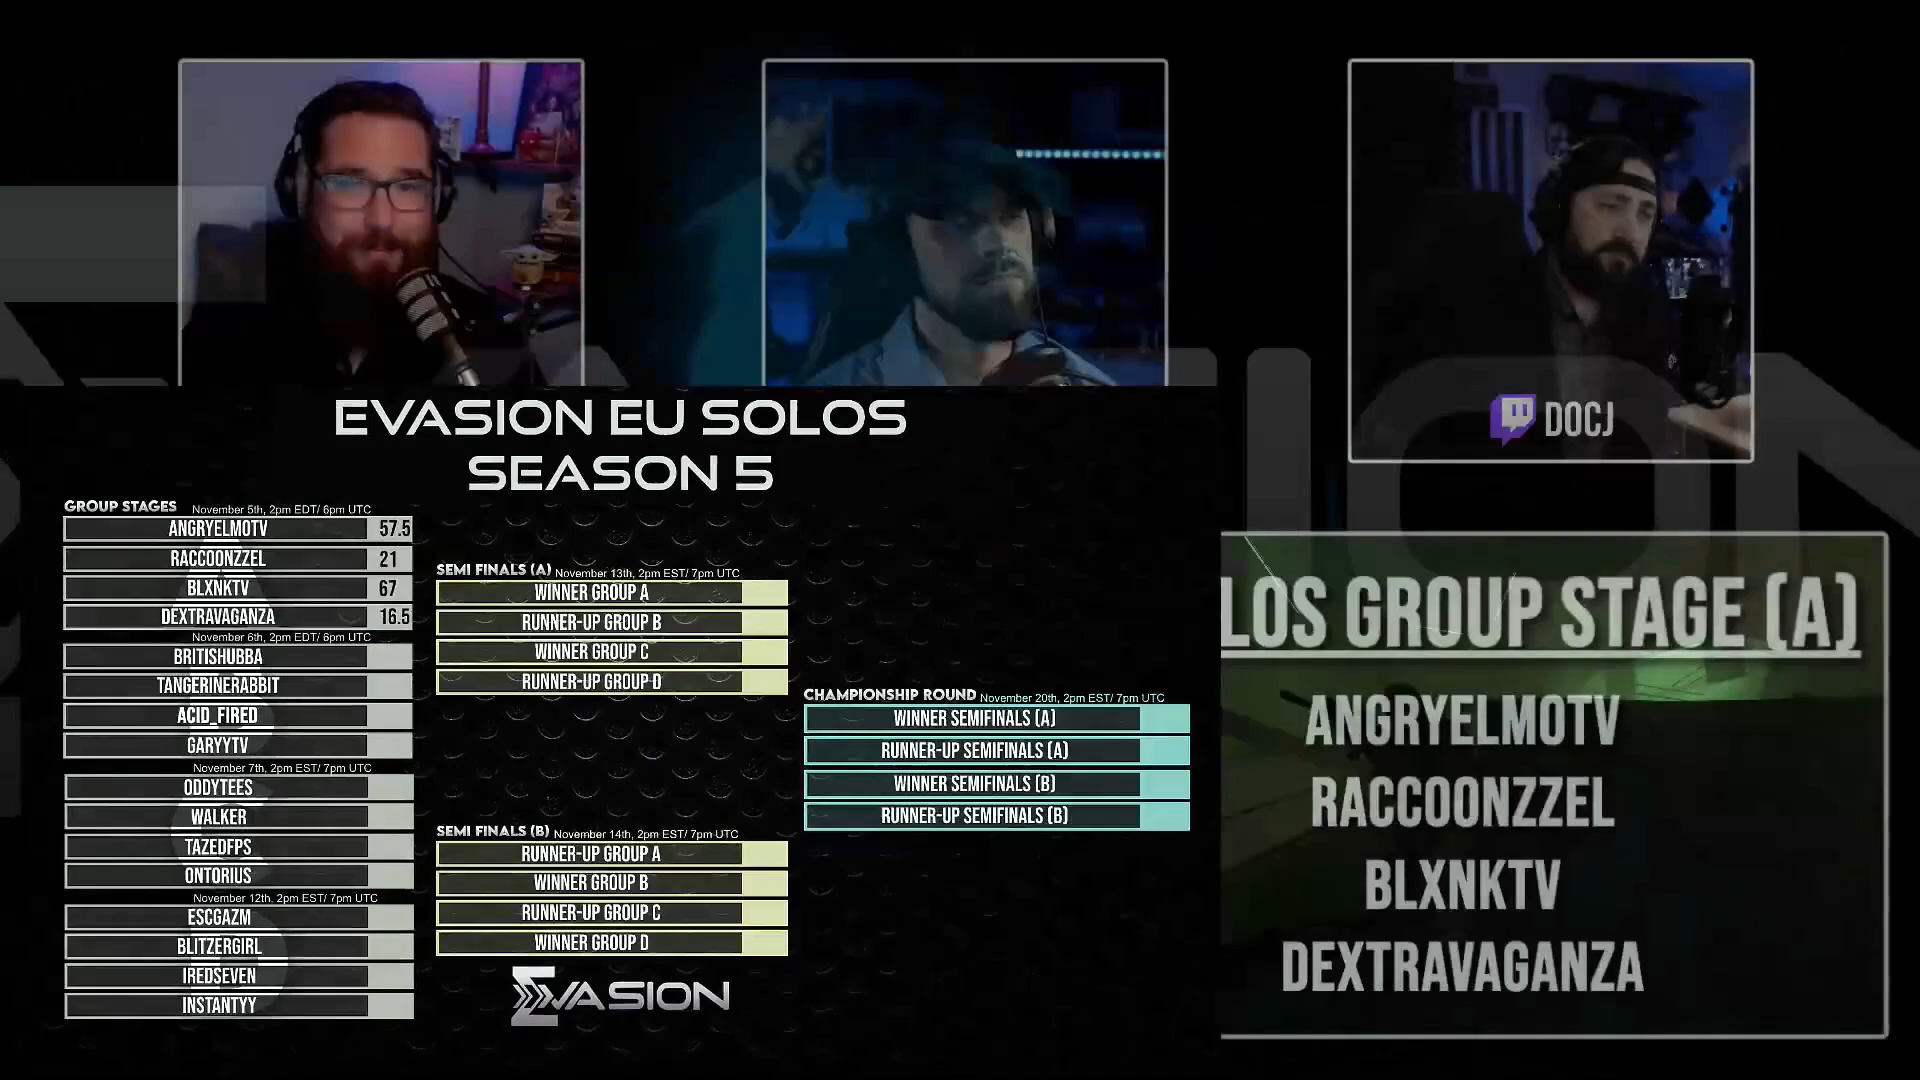 DOCJ
EVASION EU SOLOS
SEASON 5
GROUP STAGES November 5th, 2pm EDT/ 6pm UTC
ANGRYELMOTV 57.5
RACCOONZZEL 21
BLXNKTV 67
DEXTRAVAGANZA 16.5
November 6th, 2pm EDT/ 6pm UTC
BRITISHUBBA
TANGERINERABBIT
ACID_FIRED
GARYYTV
November 7th, 2pm EST/ 7pm UTC
ODDYTEES
WALKER
TAZEDFPS
ONTORIUS
November 12th, 2pm EST/ 7pm UTC
ESCGAZM
BLITZERGIRL
IREDSEVEN
INSTANTYY
SEMI FINALS (A) November 13th, 2pm EST/ 7pm UTC
WINNER GROUP A
RUNNER-UP GROUP B
WINNER GROUP C
RUNNER-UP GROUP D
SEMI FINALS (B) November 14th, 2pm EST/ 7pm UTC
RUNNER-UP GROUP A
WINNER GROUP B
RUNNER-UP GROUP C
WINNER GROUP D
EVASION
CHAMPIONSHIP ROUND November 20th, 2pm EST/ 7pm UTC
WINNER SEMIFINALS (A)
RUNNER-UP SEMIFINALS (A)
WINNER SEMIFINALS (B)
RUNNER-UP SEMIFINALS (B)
LOS GROUP STAGE (A)
ANGRYELMOTV
RACCOONZZEL
BLXNKTV
DEXTRAVAGANZA